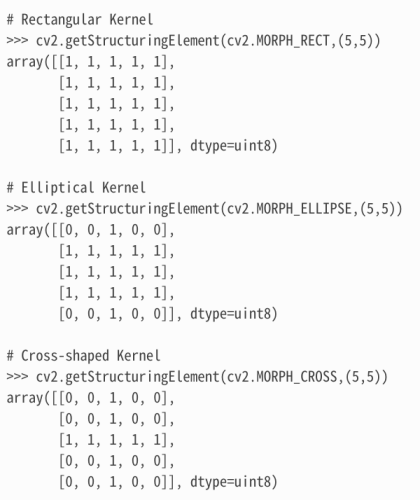 # Rectangular Kernel
>>> cv2.getStructuringElement(cv2.MORPH_RECT,(5,5))
array([[1, 1, 1, 1, 1],
       [1, 1, 1, 1, 1],
       [1, 1, 1, 1, 1],
       [1, 1, 1, 1, 1],
       [1, 1, 1, 1, 1]], dtype=uint8)

# Elliptical Kernel
>>> cv2.getStructuringElement(cv2.MORPH_ELLIPSE,(5,5))
array([[0, 0, 1, 0, 0],
       [1, 1, 1, 1, 1],
       [1, 1, 1, 1, 1],
       [1, 1, 1, 1, 1],
       [0, 0, 1, 0, 0]], dtype=uint8)

# Cross-shaped Kernel
>>> cv2.getStructuringElement(cv2.MORPH_CROSS,(5,5))
array([[0, 0, 1, 0, 0],
       [0, 0, 1, 0, 0],
       [1, 1, 1, 1, 1],
       [0, 0, 1, 0, 0],
       [0, 0, 1, 0, 0]], dtype=uint8)